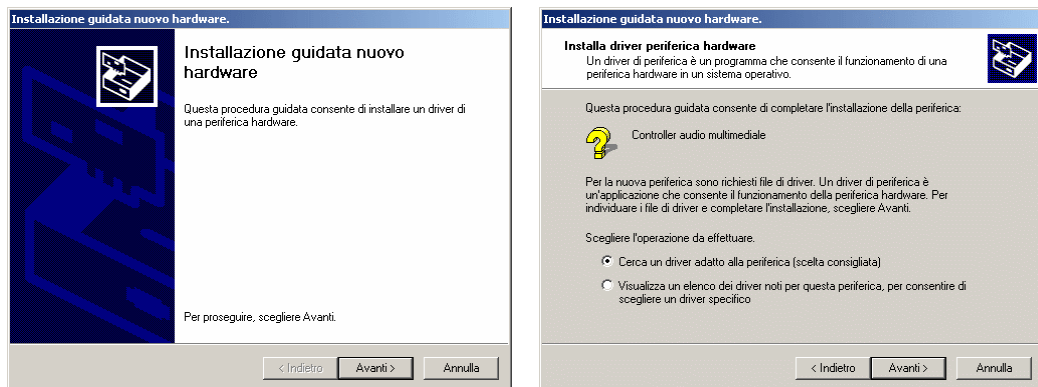 Installazione guidata nuovo hardware.
Installazione guidata nuovo
hardware
Questa procedura guidata consente di installare un driver di
una periferica hardware.
Per proseguire, scegliere Avanti.
< Indietro
Avanti >
Annulla
Installazione guidata nuovo hardware.
Installa driver periferica hardware
Un driver di periferica è un programma che consente il funzionamento di una
periferica hardware in un sistema operativo.
Questa procedura guidata consente di completare l'installazione della periferica:
Controller audio multimediale
Per la nuova periferica sono richiesti file di driver. Un driver di periferica è
un'applicazione che consente il funzionamento della periferica hardware. Per
individuare i file di driver e completare l'installazione, scegliere Avanti.
Scegliere l'operazione da effettuare.
Cerca un driver adatto alla periferica (scelta consigliata)
Visualizza un elenco dei driver noti per questa periferica, per consentire di
scegliere un driver specifico
< Indietro
Avanti >
Annulla